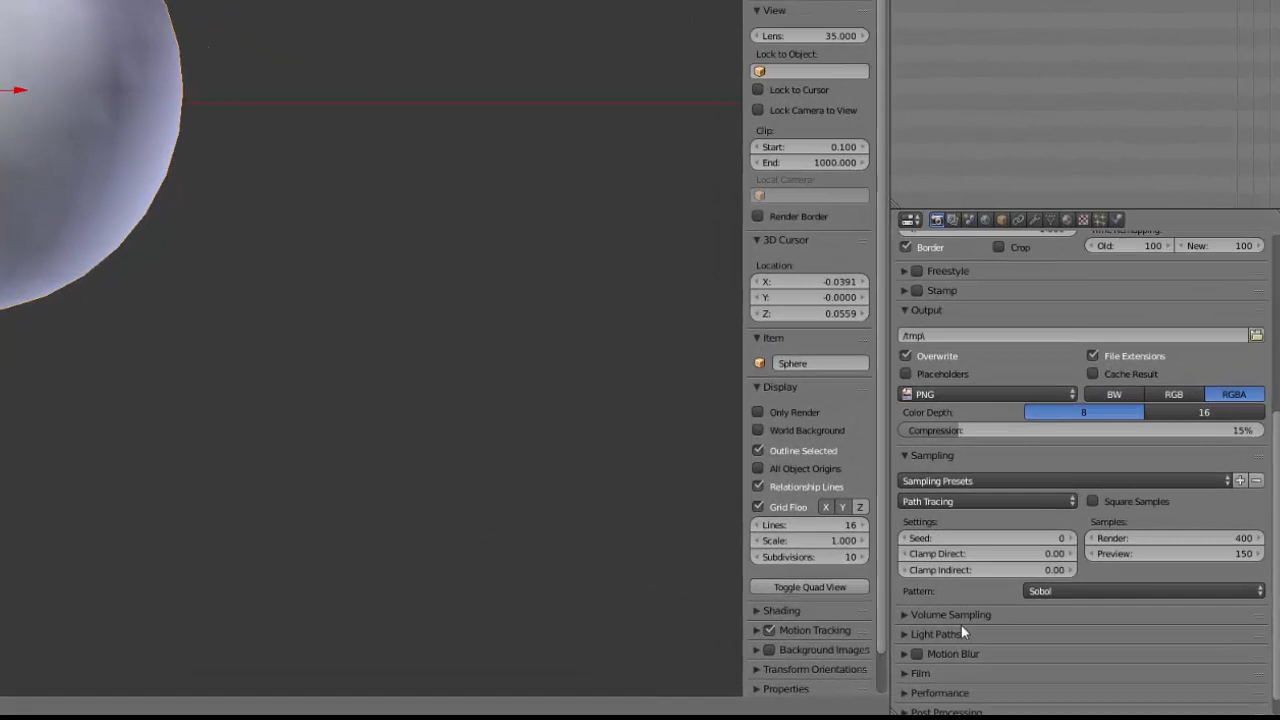 View
Lens: 35.000
Lock to Object:
Lock to Cursor
Lock Camera to View
Clip:
Start: 0.100
End: 1000.000
Local Camera:
Render Border
3D Cursor
Location:
X: -0.0391
Y: -0.0000
Z: 0.0559
Item
Sphere
Display
Only Render
World Background
Outline Selected
All Object Origins
Relationship Lines
Grid Floo X Y Z
Lines: 16
Scale: 1.000
Subdivisions: 10
Toggle Quad View
Shading
Motion Tracking
Background Images
Transform Orientations
Properties
Border Crop Old: 100 New: 100
Freestyle
Stamp
Output
/tmp\
Overwrite File Extensions
Placeholders Cache Result
PNG BW RGB RGBA
Color Depth: 8 16
Compression: 15%
Sampling
Sampling Presets
Path Tracing Square Samples
Settings: Samples:
Seed: 0 Render: 400
Clamp Direct: 0.00 Preview: 150
Clamp Indirect: 0.00
Pattern: Sobol
Volume Sampling
Light Paths
Motion Blur
Film
Performance
Post Processing